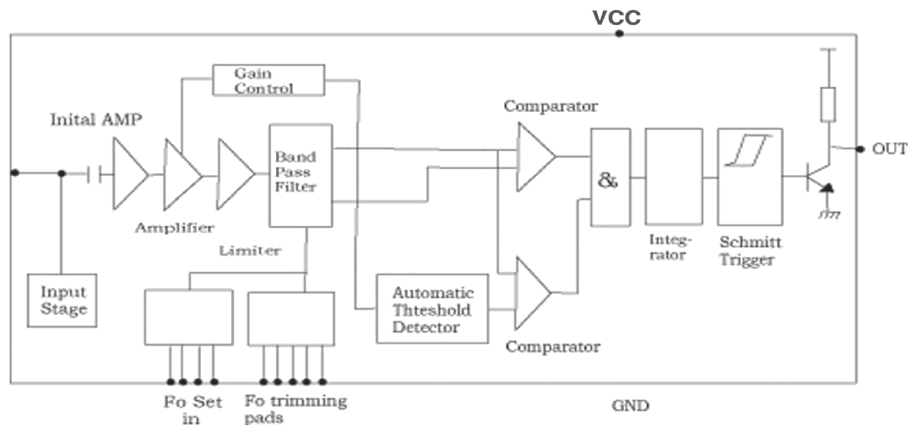 VCC
Gain
Control
Inital AMP
Comparator
Band
Pass
Filter
OUT
&
Amplifier
Limiter
Integ-
rator
Schmitt
Trigger
Input
Stage
Automatic
Thteshold
Detector
Comparator
Fo Set
in
Fo trimming
pads
GND